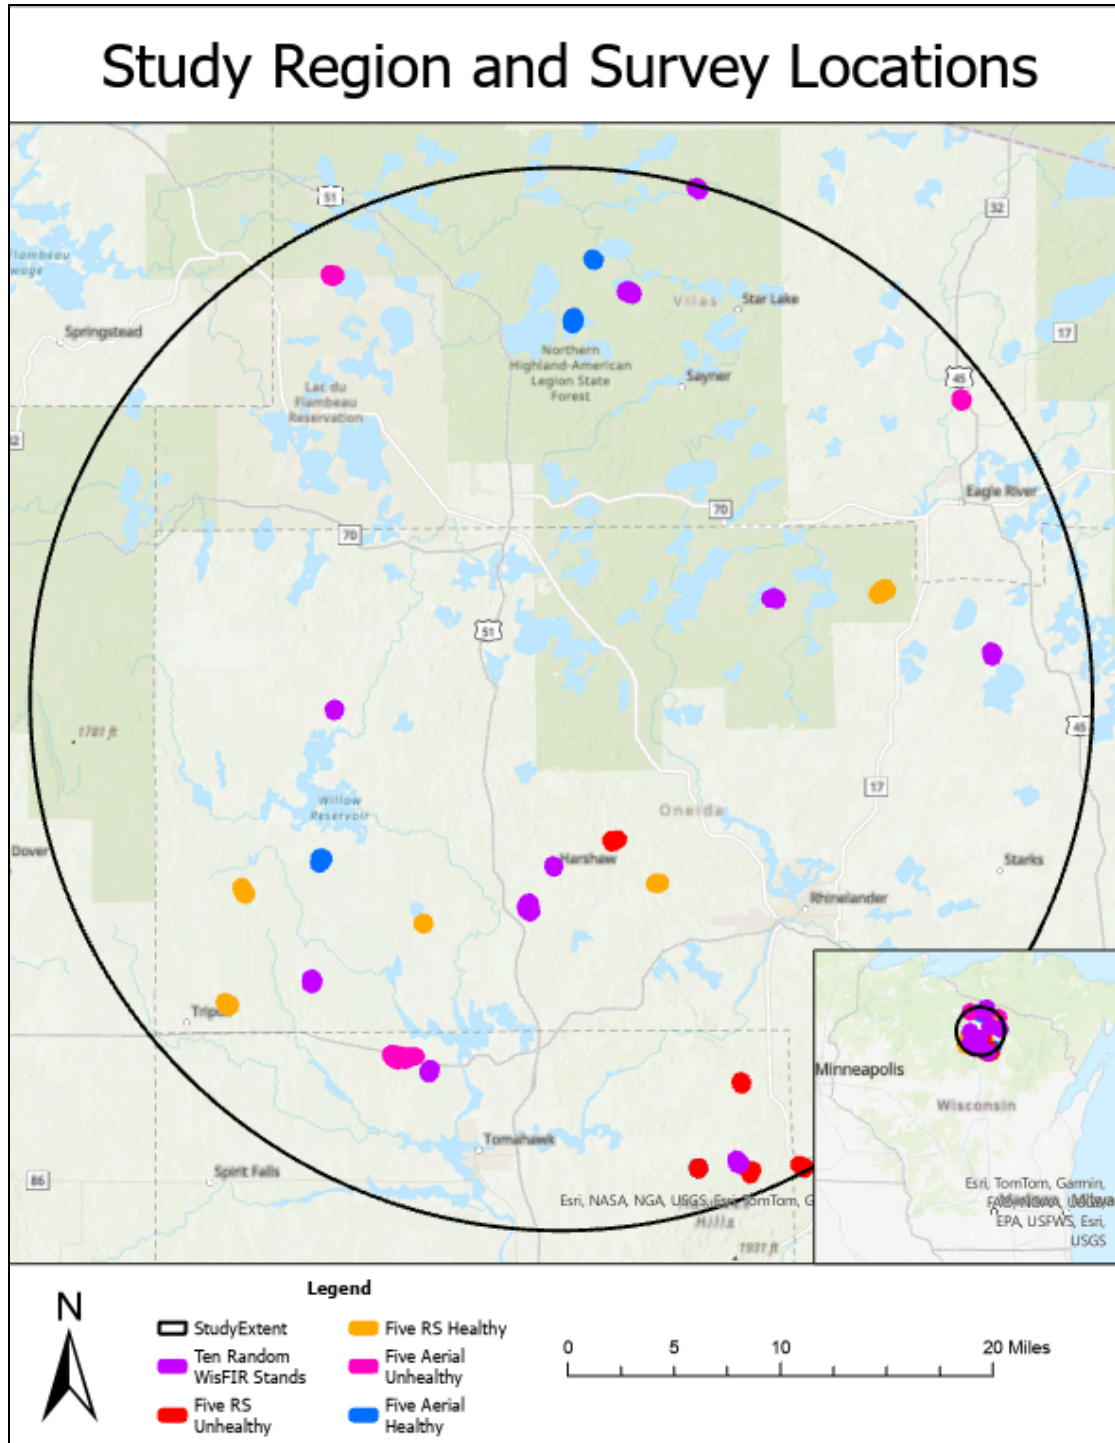 Study Region and Survey Locations
51
32
Flambeau
Springstead
Vilas
Star Lake
17
Northern
Highland-American
Legion State
Forest
Sayner
45
Lac du
Flambeau
Reservation
Eagle River
70
70
51
1781 ft
45
17
Willow
Reservoir
Oneida
Dover
Harshaw
Starks
Rhinelander
Minneapolis
Wisconsin
Tomahawk
Spirit Falls
86
Esri, NASA, NGA, USGS, Esri, TomTom, G
Hills
1931 ft
Esri, TomTom, Garmin,
EPA, USFWS, Esri,
USGS
Legend
N
StudyExtent
Ten Random
WisFIR Stands
Five RS
Unhealthy
Five RS Healthy
Five Aerial
Unhealthy
Five Aerial
Healthy
0 5 10 20 Miles